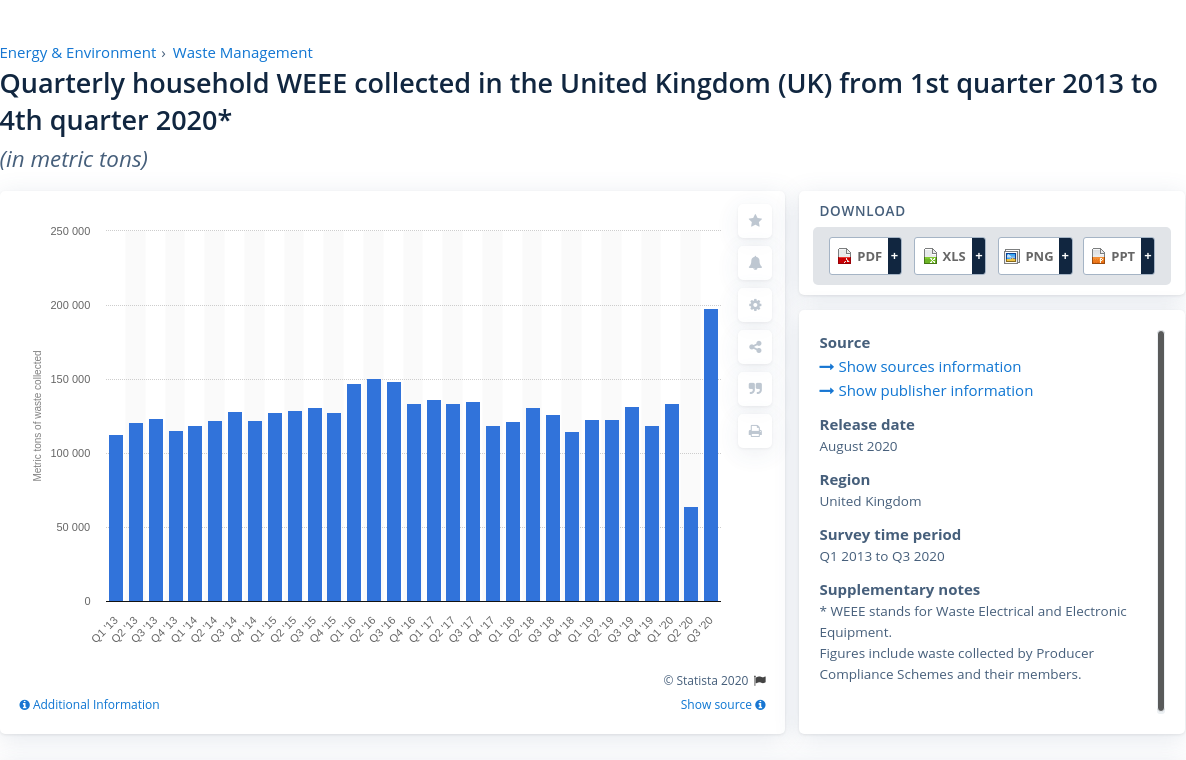 Energy & Environment › Waste Management
Quarterly household WEEE collected in the United Kingdom (UK) from 1st quarter 2013 to
4th quarter 2020*
(in metric tons)
DOWNLOAD
PDF + XLS + PNG + PPT +
250 000
200 000
150 000
100 000
50 000
0
Metric tons of waste collected
Q1 '13
Q2 '13
Q3 '13
Q4 '13
Q1 '14
Q2 '14
Q3 '14
Q4 '14
Q1 '15
Q2 '15
Q3 '15
Q4 '15
Q1 '16
Q2 '16
Q3 '16
Q4 '16
Q1 '17
Q2 '17
Q3 '17
Q4 '17
Q1 '18
Q2 '18
Q3 '18
Q4 '18
Q1 '19
Q2 '19
Q3 '19
Q4 '19
Q1 '20
Q2 '20
Q3 '20
© Statista 2020
Additional Information
Show source
Source
Show sources information
Show publisher information
Release date
August 2020
Region
United Kingdom
Survey time period
Q1 2013 to Q3 2020
Supplementary notes
* WEEE stands for Waste Electrical and Electronic
Equipment.
Figures include waste collected by Producer
Compliance Schemes and their members.